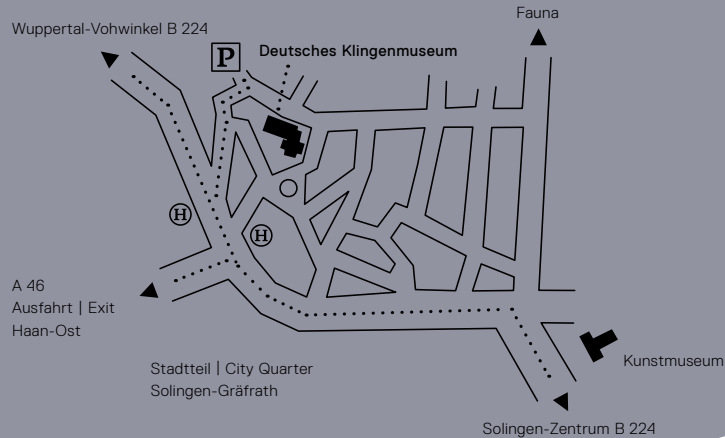 Fauna
Wuppertal-Vohwinkel B 224
P
Deutsches Klingenmuseum
H
H
A 46
Ausfahrt | Exit
Haan-Ost
Kunstmuseum
Stadtteil | City Quarter
Solingen-Gräfrath
Solingen-Zentrum B 224